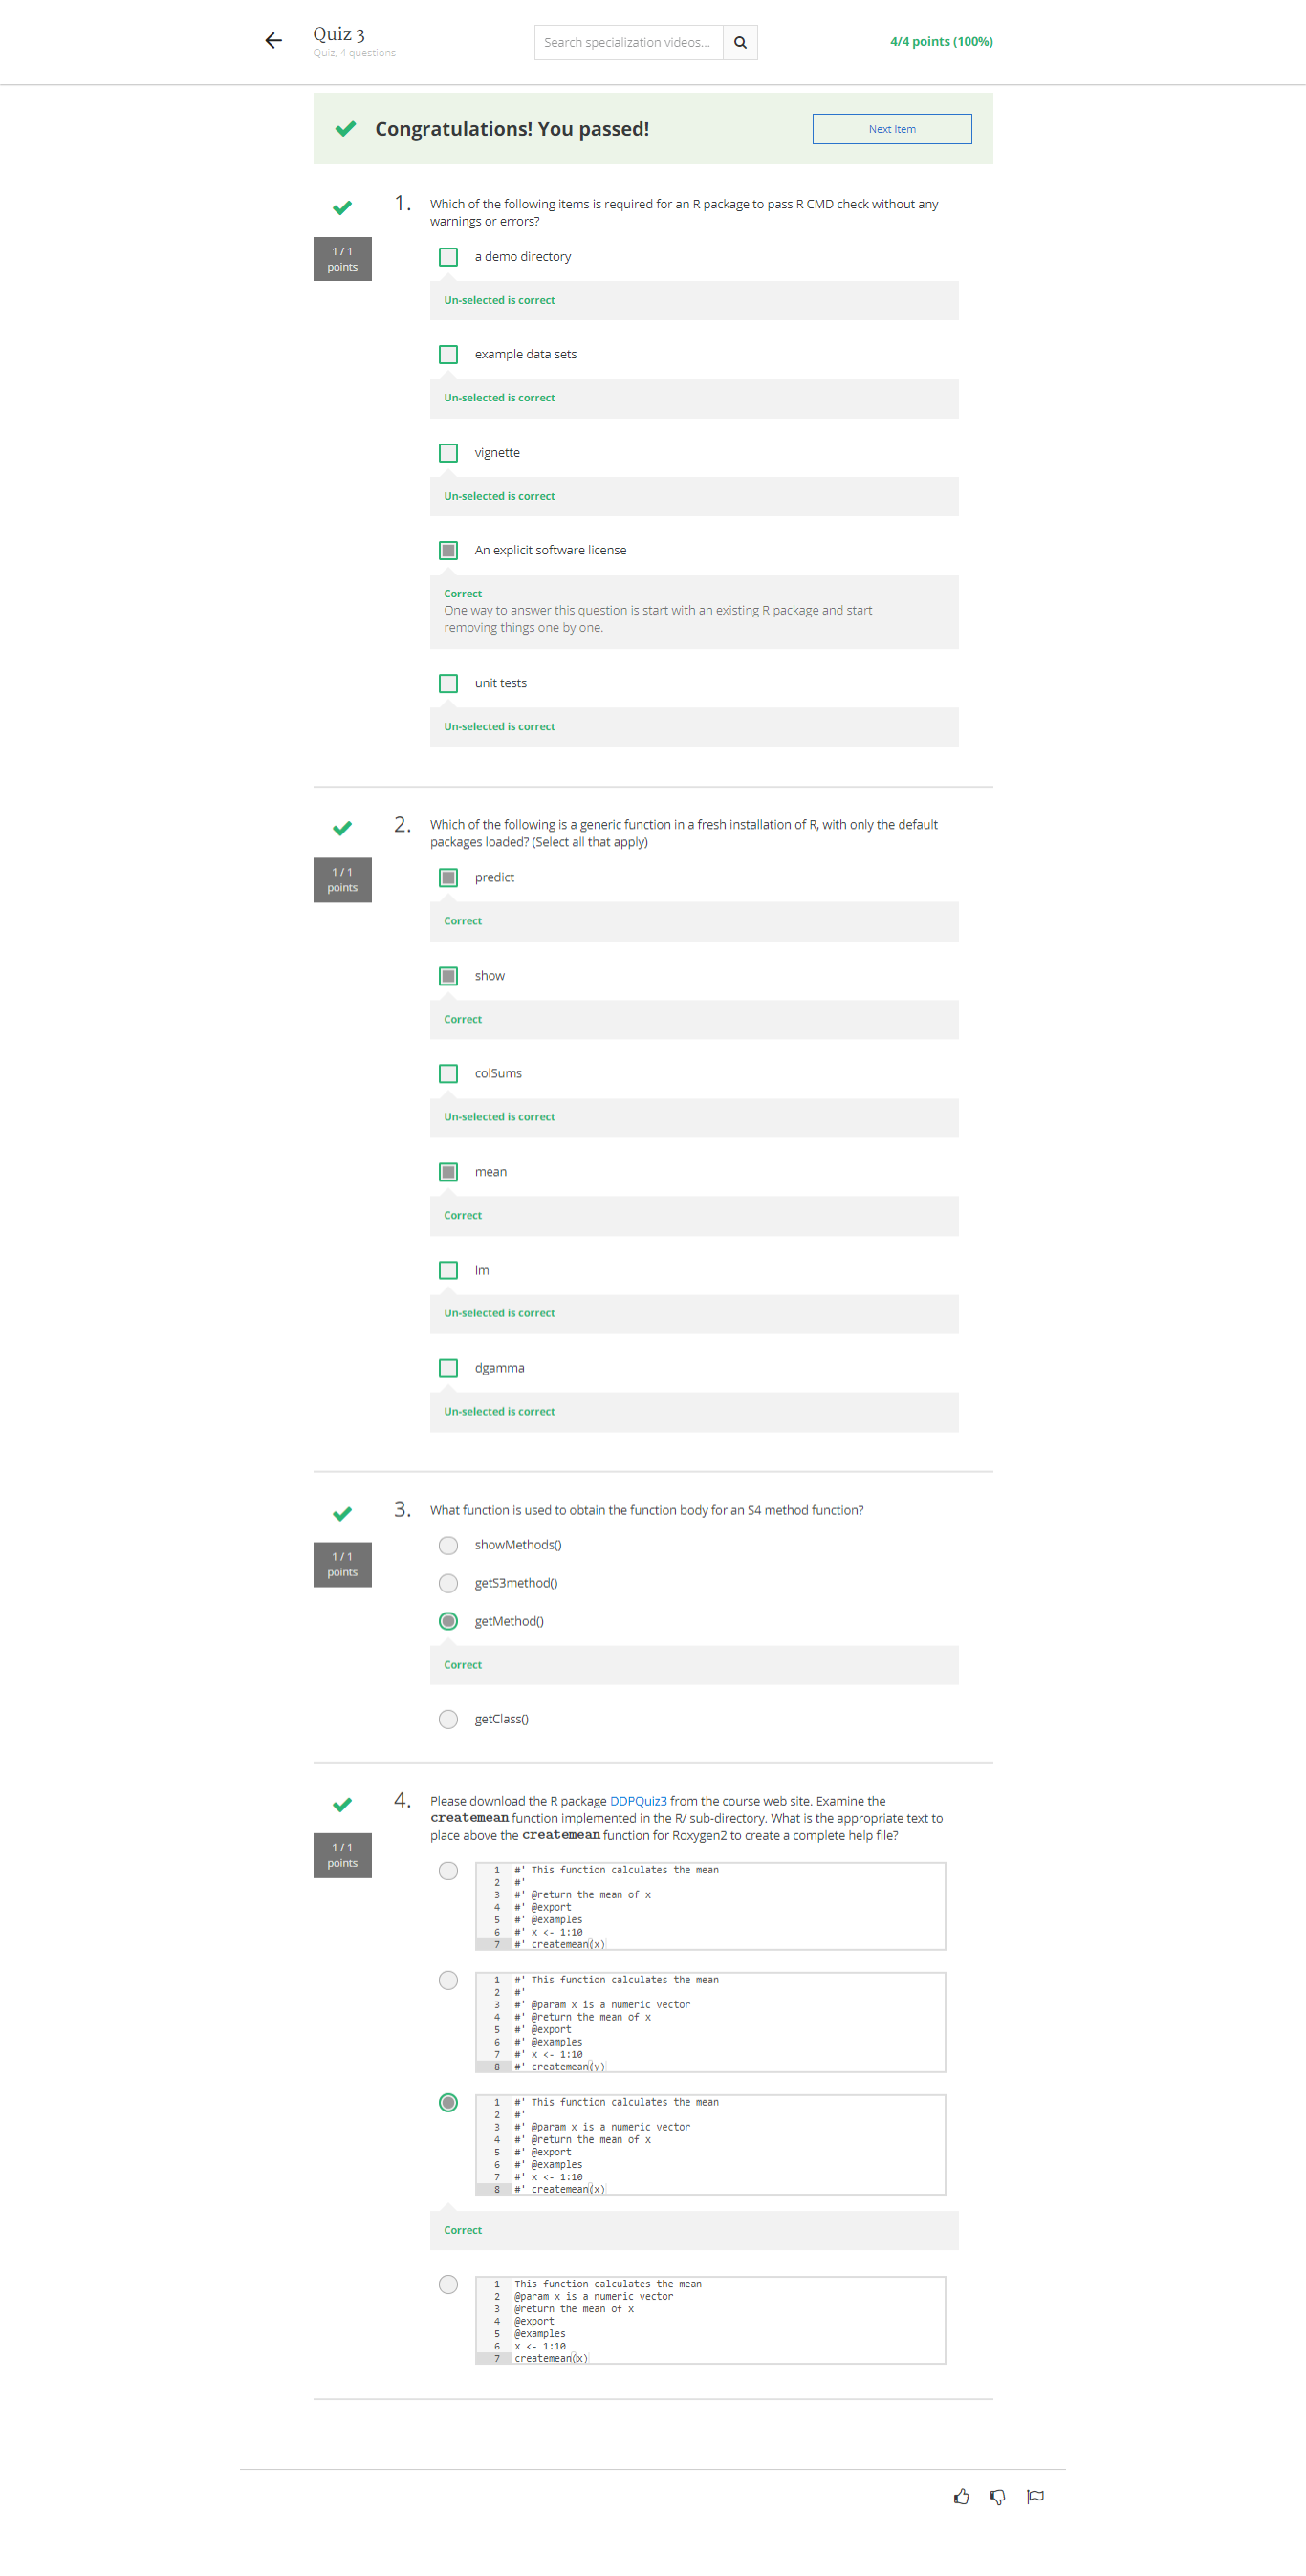 Quiz 3
Quiz, 4 questions
Search specialization videos...
4/4 points (100%)
Congratulations! You passed!
Next Item
1 / 1
points
1.
Which of the following items is required for an R package to pass R CMD check without any
warnings or errors?
a demo directory
Un-selected is correct
example data sets
Un-selected is correct
vignette
Un-selected is correct
An explicit software license
Correct
One way to answer this question is start with an existing R package and start
removing things one by one.
unit tests
Un-selected is correct
1 / 1
points
2.
Which of the following is a generic function in a fresh installation of R, with only the default
packages loaded? (Select all that apply)
predict
Correct
show
Correct
colSums
Un-selected is correct
mean
Correct
lm
Un-selected is correct
dgamma
Un-selected is correct
1 / 1
points
3.
What function is used to obtain the function body for an S4 method function?
showMethods()
getS3method()
getMethod()
Correct
getClass()
1 / 1
points
4.
Please download the R package DDPQuiz3 from the course web site. Examine the
createmean function implemented in the R/ sub-directory. What is the appropriate text to
place above the createmean function for Roxygen2 to create a complete help file?
1 #' This function calculates the mean
2 #'
3 #' @return the mean of x
4 #' @export
5 #' @examples
6 #' x <- 1:10
7 #' createmean(x)
1 #' This function calculates the mean
2 #'
3 #' @param x is a numeric vector
4 #' @return the mean of x
5 #' @export
6 #' @examples
7 #' x <- 1:10
8 #' createmean(y)
1 #' This function calculates the mean
2 #'
3 #' @param x is a numeric vector
4 #' @return the mean of x
5 #' @export
6 #' @examples
7 #' x <- 1:10
8 #' createmean(x)
Correct
1 This function calculates the mean
2 @param x is a numeric vector
3 @return the mean of x
4 @export
5 @examples
6 x <- 1:10
7 createmean(x)